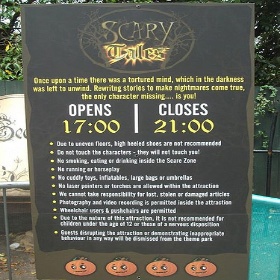 SCARY
Tales
Once upon a time there was a tortured mind, which in the darkness
was left to unwind. Rewriting stories to make nightmares come true,
the only character missing.... is you!
OPENS
17:00
CLOSES
21:00
• Due to uneven floors, high heeled shoes are not recommended
• Do not touch the characters - they will not touch you!
• No smoking, eating or drinking inside the Scare Zone
• No running or horseplay
• No cuddly toys, inflatables, large bags or umbrellas
• No laser pointers or torches are allowed within the attraction
• We cannot take responsibility for lost, stolen or damaged articles
• Photography and video recording is permitted inside the attraction
• Wheelchair users & pushchairs are permitted
• Due to the nature of this attraction, it is not recommended for
children under the age of 12 or those of a nervous disposition
• Guests disrupting the attraction or demonstrating inappropriate
behaviour in any way will be dismissed from the theme park